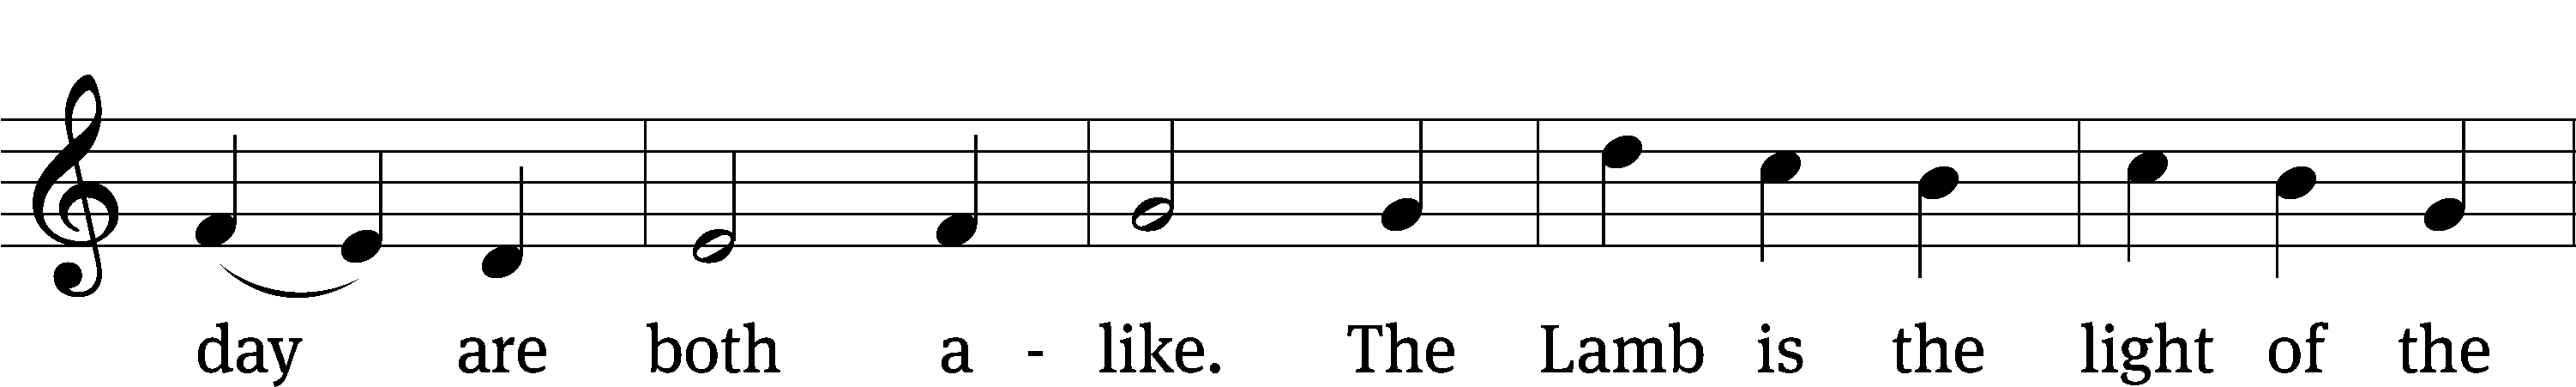 day are both a - like. The Lamb is the light of the